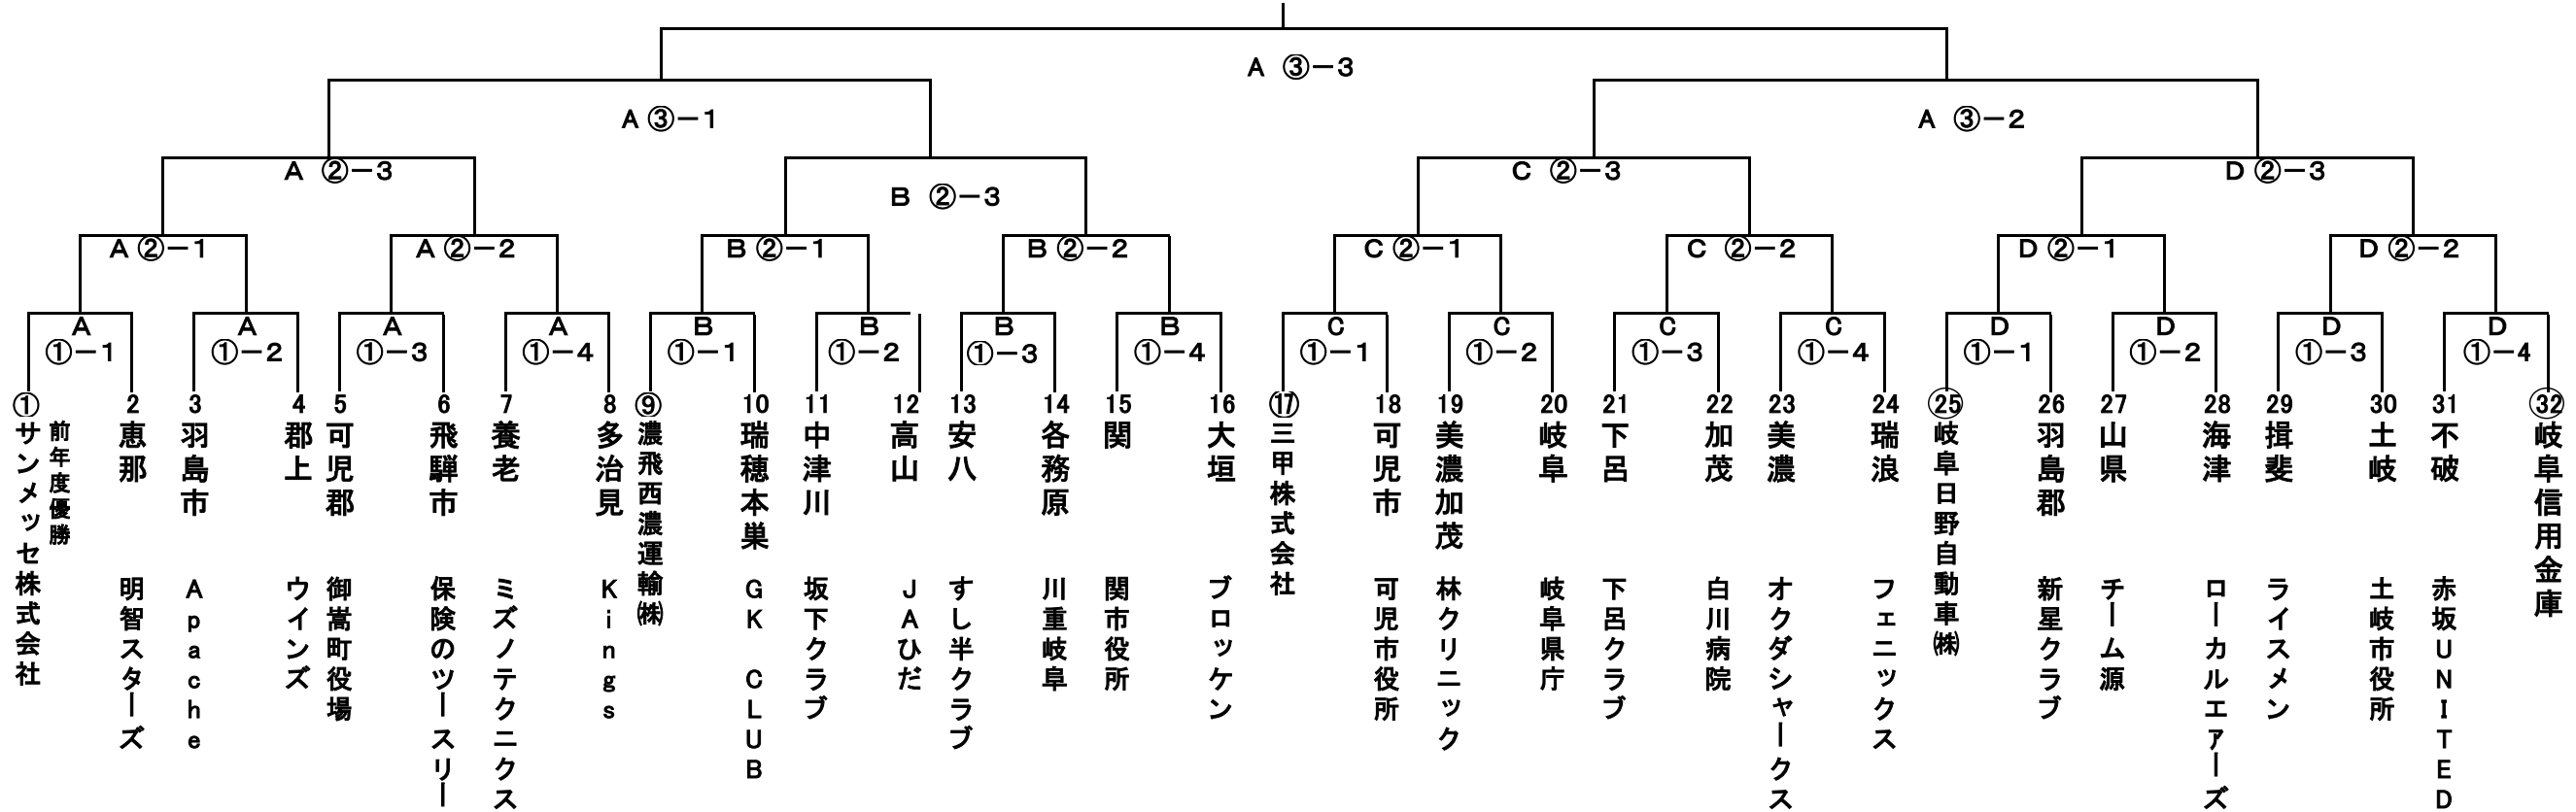 A ③－3
A ③－1
A ③－2
A ②－3
B ②－3
C ②－3
D ②－3
A ②－1
A ②－2
B ②－1
B ②－2
C ②－1
C ②－2
D ②－1
D ②－2
A
①－1
A
①－2
A
①－3
A
①－4
B
①－1
B
①－2
B
①－3
B
①－4
C
①－1
C
①－2
C
①－3
C
①－4
D
①－1
D
①－2
D
①－3
D
①－4
①
サンメッセ株式会社
前年度優勝
2
恵那
明智スターズ
3
羽島市
Apache
4
郡上
ウインズ
5
可児郡
御嵩町役場
6
飛騨市
保険のツースリー
7
養老
ミズノテクニクス
8
多治見
Kings
⑨
濃飛西濃運輸㈱
10
瑞穂本巣
GK CLUB
11
中津川
坂下クラブ
12
高山
JAひだ
13
安八
すし半クラブ
14
各務原
川重岐阜
15
関
関市役所
16
大垣
ブロッケン
⑰
三甲株式会社
18
可児市
可児市役所
19
美濃加茂
林クリニック
20
岐阜
岐阜県庁
21
下呂
下呂クラブ
22
加茂
白川病院
23
美濃
オクダシャークス
24
瑞浪
フェニックス
㉕
岐阜日野自動車㈱
26
羽島郡
新星クラブ
27
山県
チーム源
28
海津
ローカルエァーズ
29
揖斐
ライスメン
30
土岐
土岐市役所
31
不破
赤坂UNITED
㉜
岐阜信用金庫